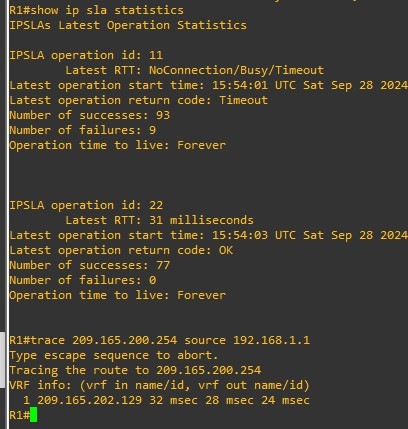 R1#show ip sla statistics
IPSLAs Latest Operation Statistics
IPSLA operation id: 11
Latest RTT: NoConnection/Busy/Timeout
Latest operation start time: 15:54:01 UTC Sat Sep 28 2024
Latest operation return code: Timeout
Number of successes: 93
Number of failures: 9
Operation time to live: Forever
IPSLA operation id: 22
Latest RTT: 31 milliseconds
Latest operation start time: 15:54:03 UTC Sat Sep 28 2024
Latest operation return code: OK
Number of successes: 77
Number of failures: 0
Operation time to live: Forever
R1#trace 209.165.200.254 source 192.168.1.1
Type escape sequence to abort.
Tracing the route to 209.165.200.254
VRF info: (vrf in name/id, vrf out name/id)
1 209.165.202.129 32 msec 28 msec 24 msec
R1#